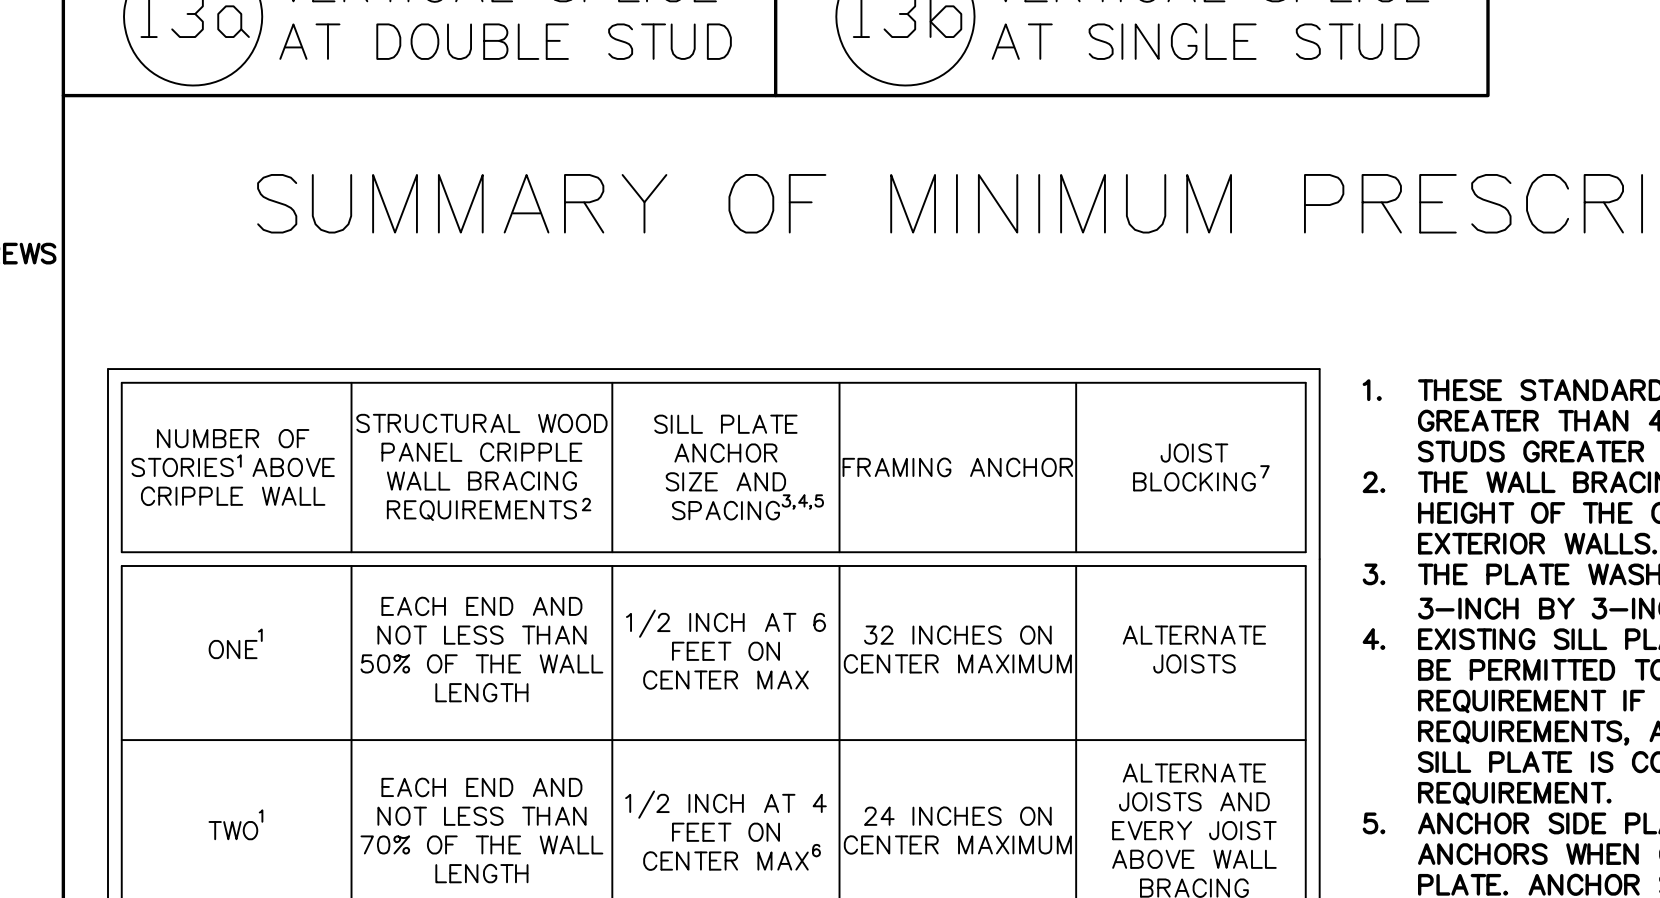 13a
AT DOUBLE STUD
13b
AT SINGLE STUD
SUMMARY OF MINIMUM PRESCRI
EWS
NUMBER OF
STORIES¹ ABOVE
CRIPPLE WALL
STRUCTURAL WOOD
PANEL CRIPPLE
WALL BRACING
REQUIREMENTS²
SILL PLATE
ANCHOR
SIZE AND
SPACING³,⁴,⁵
FRAMING ANCHOR
JOIST
BLOCKING⁷
ONE¹
EACH END AND
NOT LESS THAN
50% OF THE WALL
LENGTH
1/2 INCH AT 6
FEET ON
CENTER MAX
32 INCHES ON
CENTER MAXIMUM
ALTERNATE
JOISTS
TWO¹
EACH END AND
NOT LESS THAN
70% OF THE WALL
LENGTH
1/2 INCH AT 4
FEET ON
CENTER MAX⁶
24 INCHES ON
CENTER MAXIMUM
ALTERNATE
JOISTS AND
EVERY JOIST
ABOVE WALL
BRACING
1. THESE STANDARD
GREATER THAN 4
STUDS GREATER
2. THE WALL BRACIN
HEIGHT OF THE
EXTERIOR WALLS.
3. THE PLATE WASH
3-INCH BY 3-IN
4. EXISTING SILL PLA
BE PERMITTED TO
REQUIREMENT IF
REQUIREMENTS, A
SILL PLATE IS CO
REQUIREMENT.
5. ANCHOR SIDE PLA
ANCHORS WHEN
PLATE. ANCHOR